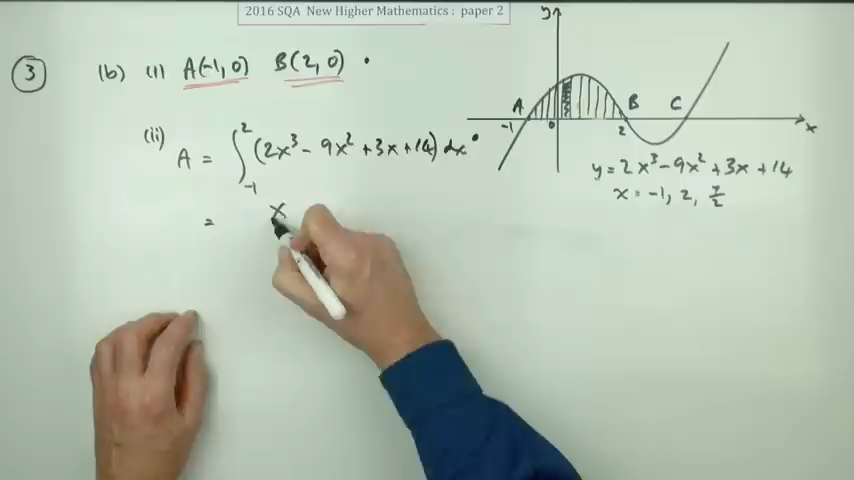 2016 SQA New Higher Mathematics : paper 2
3 (b) (i) A(-1,0) B(2,0)
(ii) A = ∫₋₁² (2x³ - 9x² + 3x + 14) dx
= x
y
A B C
-1 0 2 x
y = 2x³ - 9x² + 3x + 14
x = -1, 2, 7/2